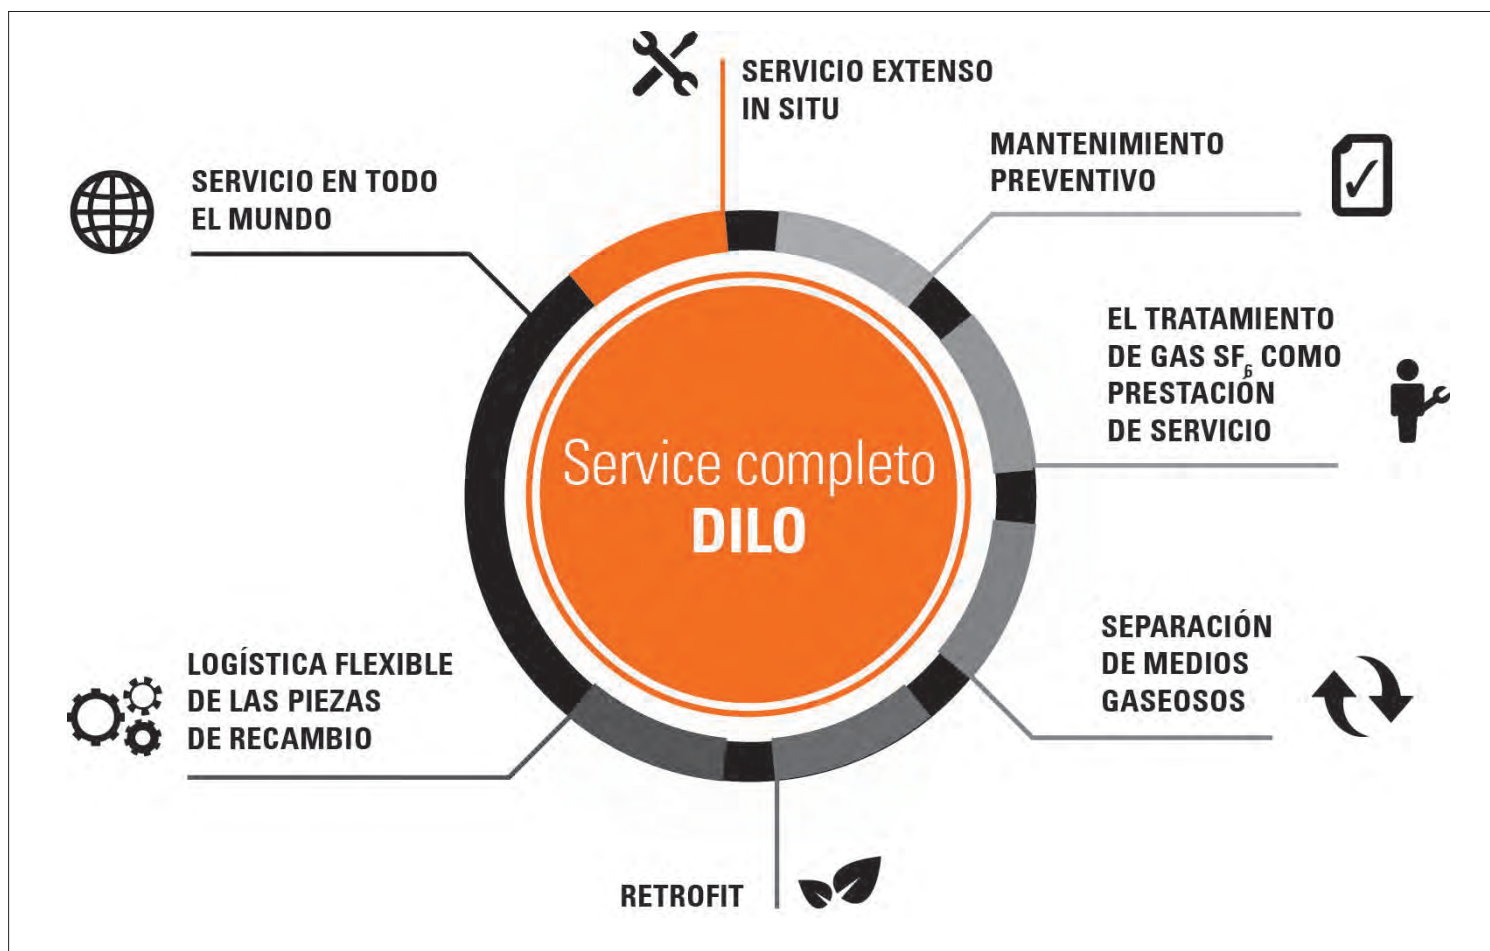 SERVICIO EXTENSO
IN SITU
MANTENIMIENTO
PREVENTIVO
SERVICIO EN TODO
EL MUNDO
EL TRATAMIENTO
DE GAS SF₆ COMO
PRESTACIÓN
DE SERVICIO
Service completo
DILO
SEPARACIÓN
DE MEDIOS
GASEOSOS
LOGÍSTICA FLEXIBLE
DE LAS PIEZAS
DE RECAMBIO
RETROFIT